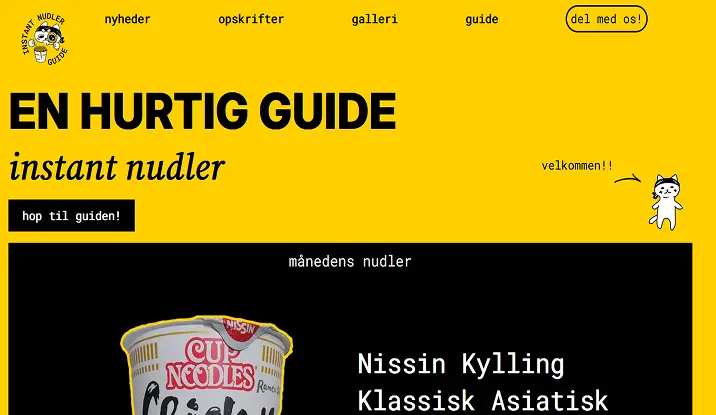 INSTANT NUDLER
GUIDE
nyheder
opskrifter
galleri
guide
del med os!
EN HURTIG GUIDE
instant nudler
velkommen!!
hop til guiden!
månedens nudler
NISSIN
CUP
NOODLES
Nissin Kylling
Klassisk Asiatisk